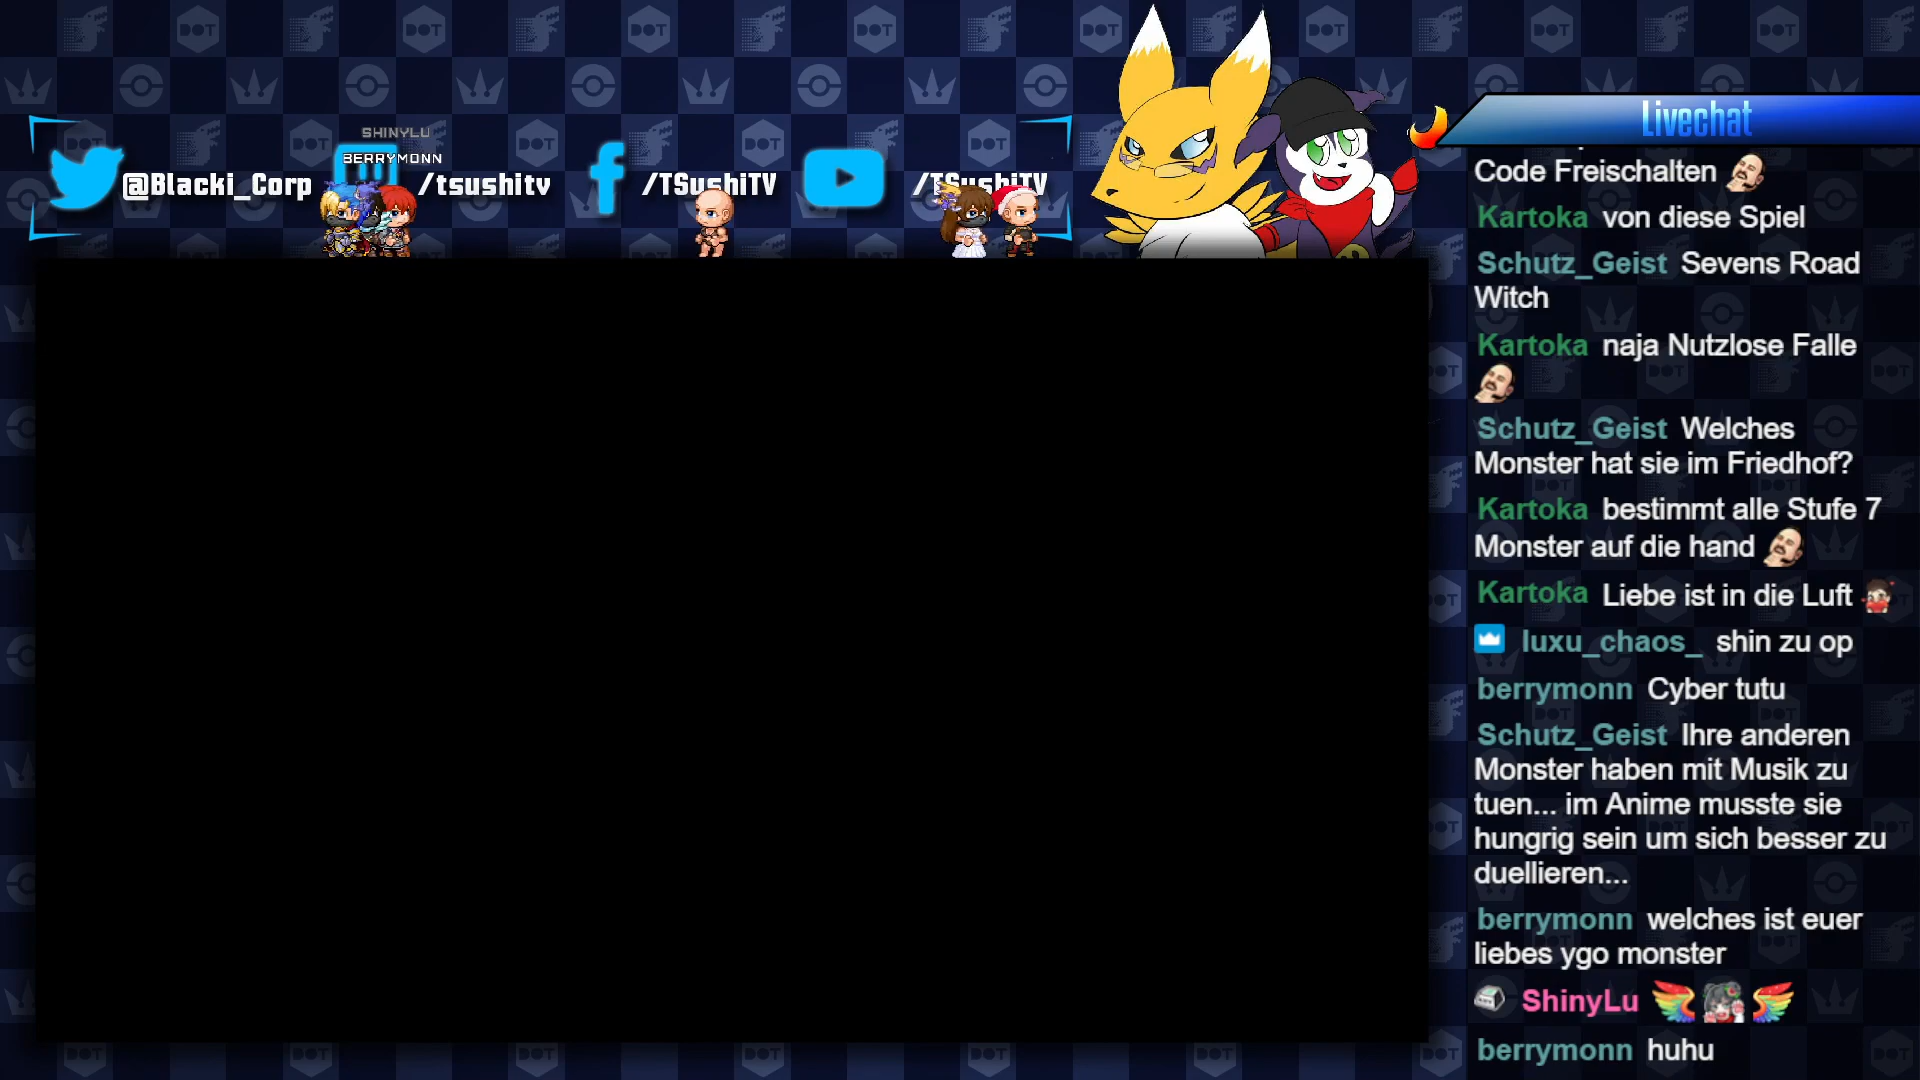 SHINYLU
BERRYMONN
@Blacki_Corp /tsushitv /TSushiTV /TSushiTV
Livechat
Code Freischalten
Kartoka von diese Spiel
Schutz_Geist Sevens Road
Witch
Kartoka naja Nutzlose Falle
Schutz_Geist Welches
Monster hat sie im Friedhof?
Kartoka bestimmt alle Stufe 7
Monster auf die hand
Kartoka Liebe ist in die Luft
luxu_chaos_ shin zu op
berrymonn Cyber tutu
Schutz_Geist Ihre anderen
Monster haben mit Musik zu
tuen... im Anime musste sie
hungrig sein um sich besser zu
duellieren...
berrymonn welches ist euer
liebes ygo monster
ShinyLu
berrymonn huhu